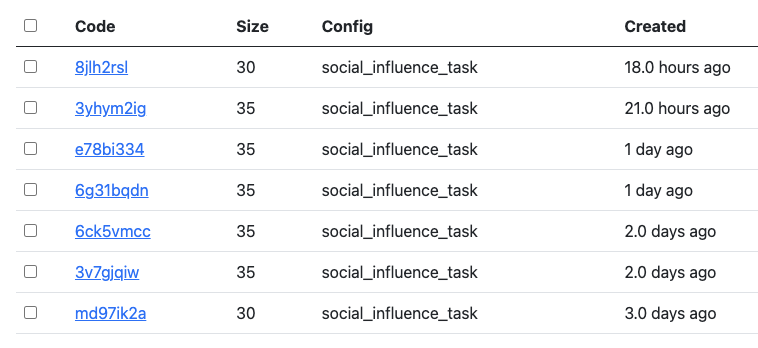 Code Size Config Created
8jlh2rsl 30 social_influence_task 18.0 hours ago
3yhym2ig 35 social_influence_task 21.0 hours ago
e78bi334 35 social_influence_task 1 day ago
6g31bqdn 35 social_influence_task 1 day ago
6ck5vmcc 35 social_influence_task 2.0 days ago
3v7gjqiw 35 social_influence_task 2.0 days ago
md97ik2a 30 social_influence_task 3.0 days ago